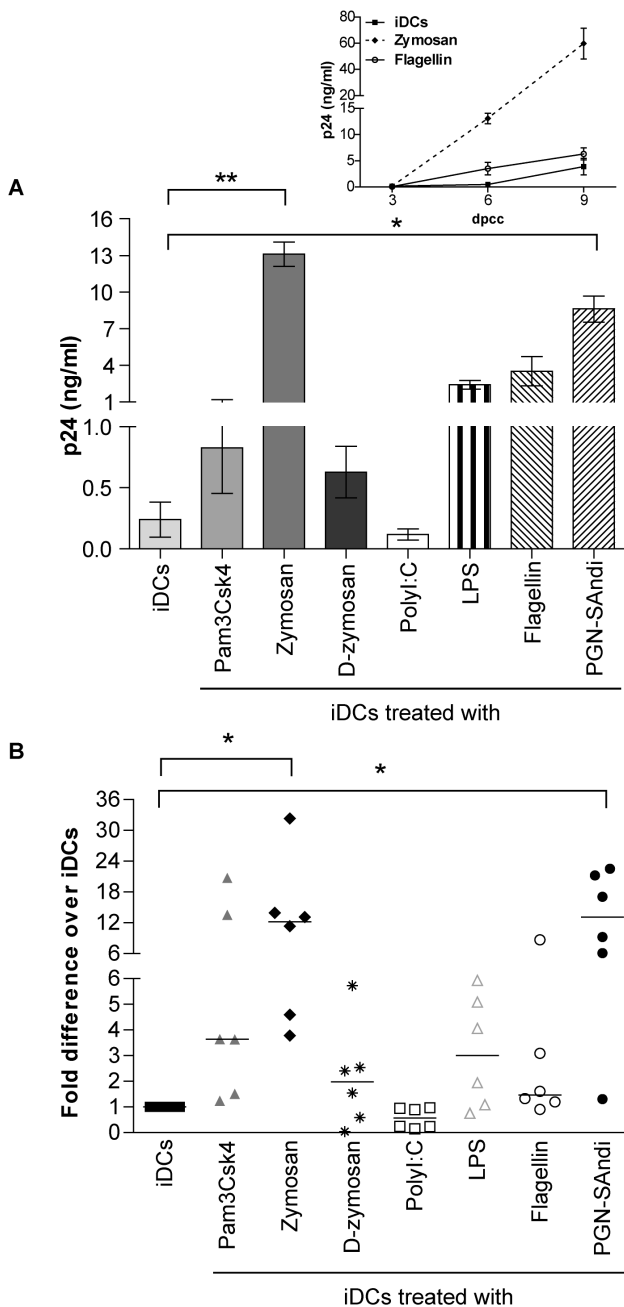 80
60
40
20
15
10
5
0
p24 (ng/ml)
iDCs
Zymosan
Flagellin
3
6
9
dpcc
A
**
*
16
13
10
7
4
1
1.0
0.5
0.0
p24 (ng/ml)
iDCs
Pam3Csk4
Zymosan
D-zymosan
PolyI:C
LPS
Flagellin
PGN-SAndi
iDCs treated with
B
*
*
36
30
24
18
12
6
6
5
4
3
2
1
0
Fold difference over iDCs
iDCs
Pam3Csk4
Zymosan
D-zymosan
PolyI:C
LPS
Flagellin
PGN-SAndi
iDCs treated with